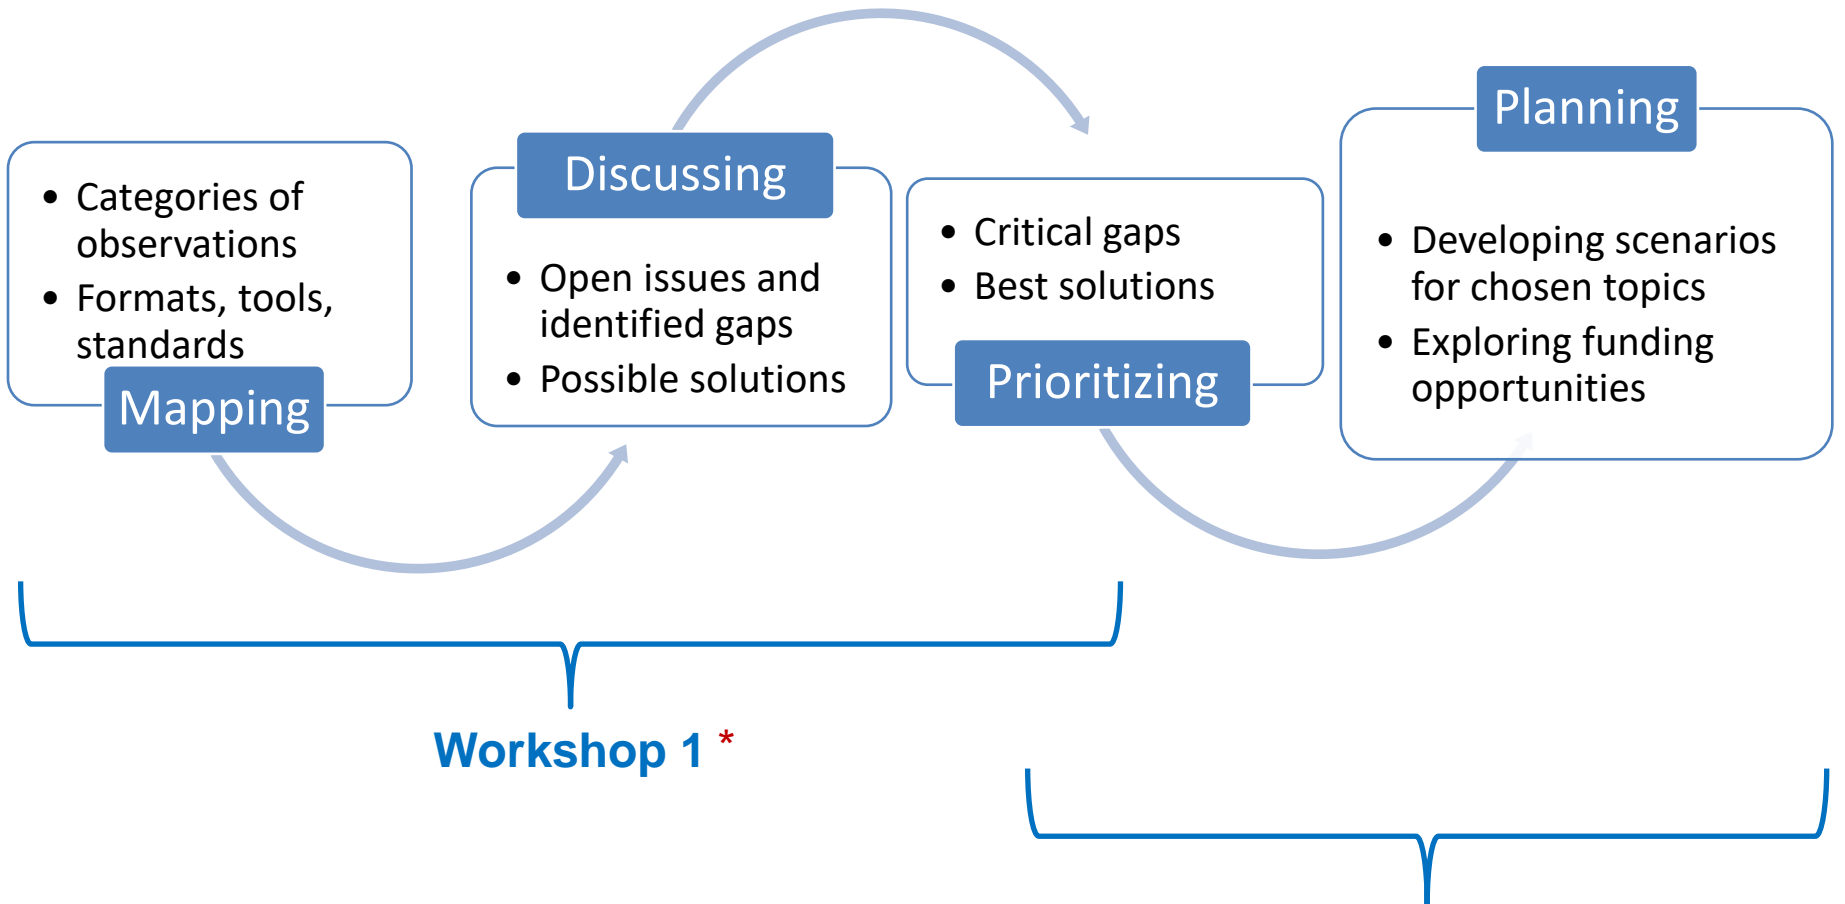 • Categories of
observations
• Formats, tools,
standards
Mapping
Discussing
• Open issues and
identified gaps
• Possible solutions
• Critical gaps
• Best solutions
Prioritizing
Planning
• Developing scenarios
for chosen topics
• Exploring funding
opportunities
Workshop 1 *